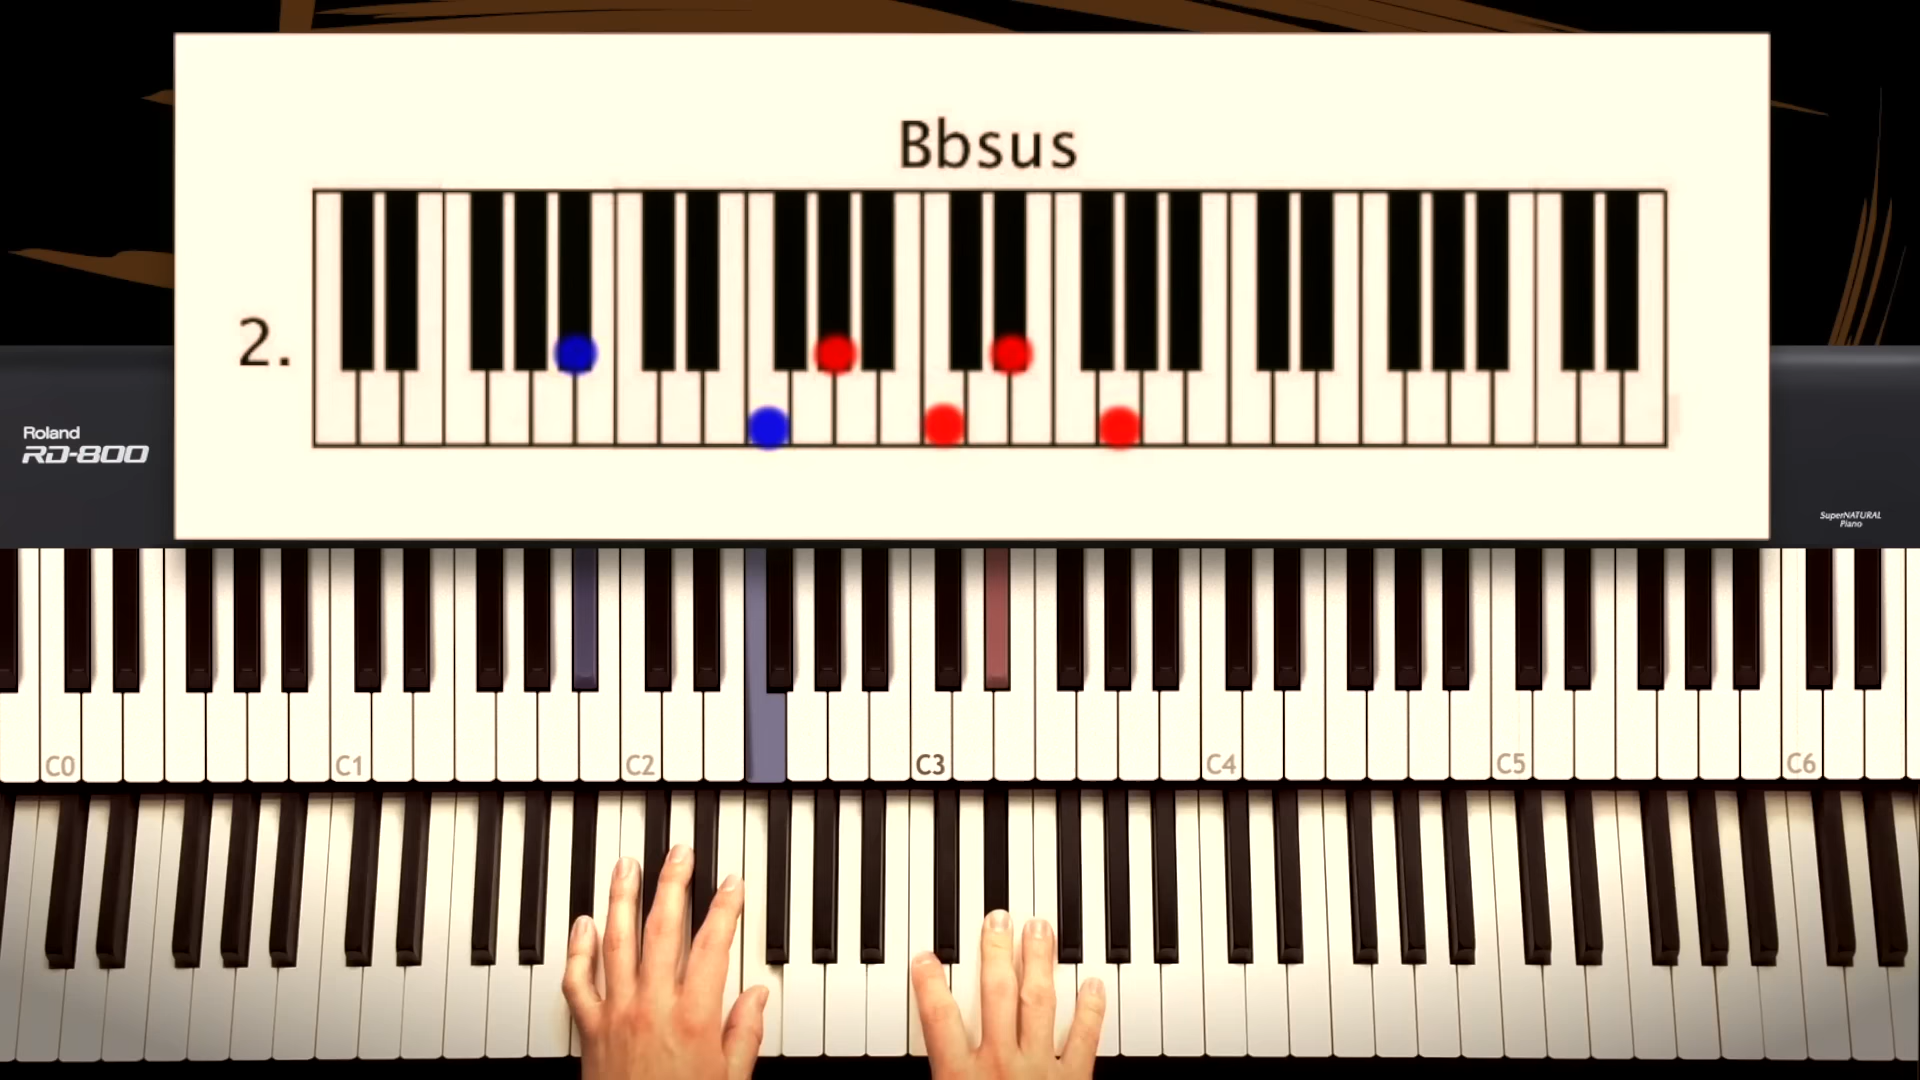 Bbsus
2.
Roland
RD-800
SuperNATURAL
Piano
C0 C1 C2 C3 C4 C5 C6